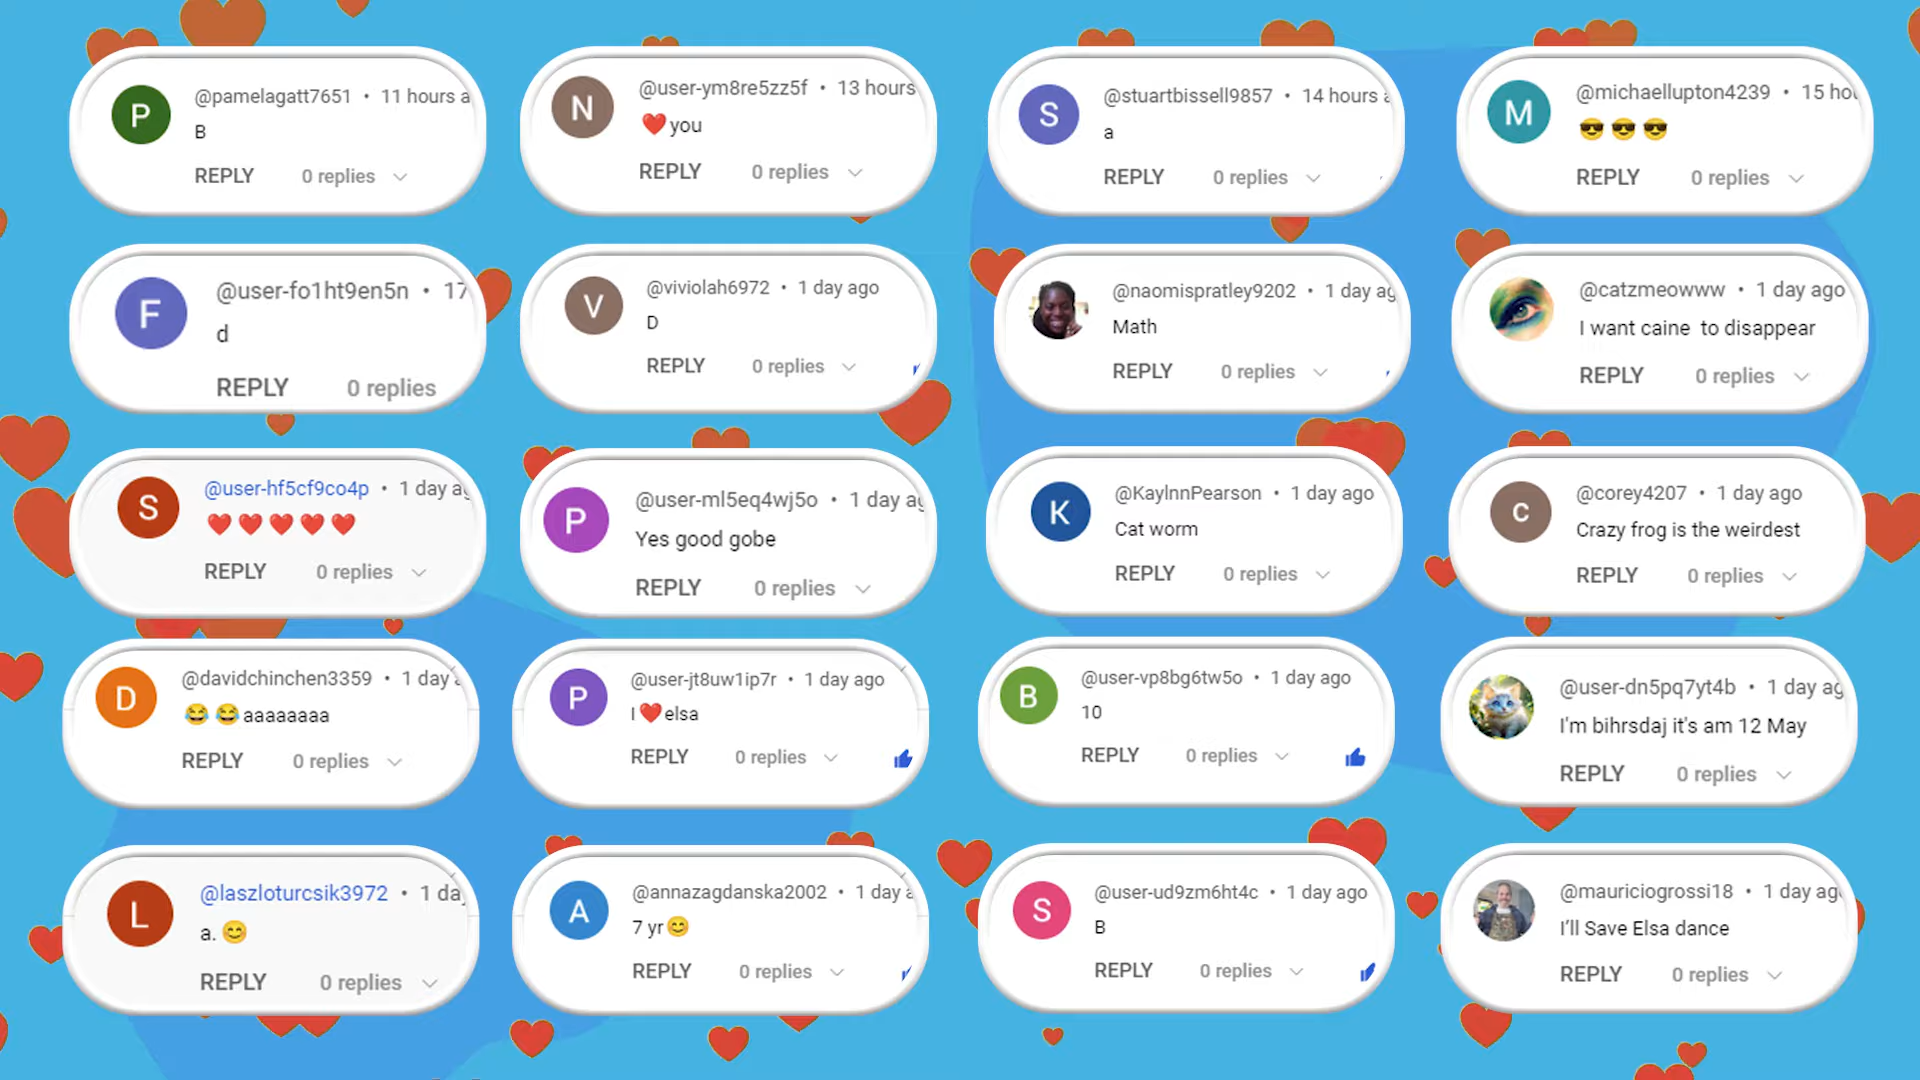 P
@pamelagatt7651 • 11 hours a
B
REPLY 0 replies
N
@user-ym8re5zz5f • 13 hours
❤️ you
REPLY 0 replies
S
@stuartbissell9857 • 14 hours a
a
REPLY 0 replies
M
@michaellupton4239 • 15 hou
😎 😎 😎
REPLY 0 replies
F
@user-fo1ht9en5n • 17
d
REPLY 0 replies
V
@viviolah6972 • 1 day ago
D
REPLY 0 replies
@naomispratley9202 • 1 day ag
Math
REPLY 0 replies
@catzmeowww • 1 day ago
I want caine to disappear
REPLY 0 replies
S
@user-hf5cf9co4p • 1 day ag
❤️ ❤️ ❤️ ❤️ ❤️
REPLY 0 replies
P
@user-ml5eq4wj5o • 1 day ag
Yes good gobe
REPLY 0 replies
K
@KaylnnPearson • 1 day ago
Cat worm
REPLY 0 replies
c
@corey4207 • 1 day ago
Crazy frog is the weirdest
REPLY 0 replies
D
@davidchinchen3359 • 1 day a
😂 😂 aaaaaaaa
REPLY 0 replies
P
@user-jt8uw1ip7r • 1 day ago
I ❤️ elsa
REPLY 0 replies
B
@user-vp8bg6tw5o • 1 day ago
10
REPLY 0 replies
@user-dn5pq7yt4b • 1 day ag
I'm bihrsdaj it's am 12 May
REPLY 0 replies
L
@laszloturcsik3972 • 1 da
a. 😊
REPLY 0 replies
A
@annazagdanska2002 • 1 day a
7 yr😊
REPLY 0 replies
S
@user-ud9zm6ht4c • 1 day ago
B
REPLY 0 replies
@mauriciogrossi18 • 1 day ago
I'll Save Elsa dance
REPLY 0 replies